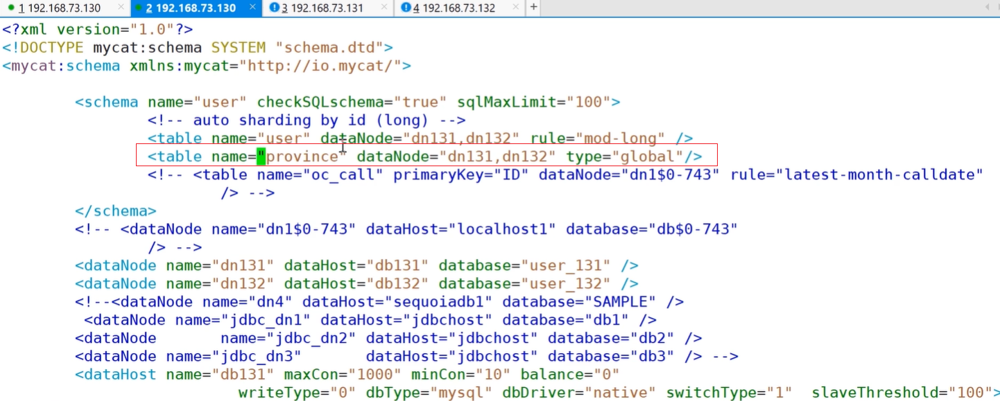 1 192.168.73.130 × 2 192.168.73.130 × 3 192.168.73.131 × 4 192.168.73.132 × +
<?xml version="1.0"?>
<!DOCTYPE mycat:schema SYSTEM "schema.dtd">
<mycat:schema xmlns:mycat="http://io.mycat/">
<schema name="user" checkSQLschema="true" sqlMaxLimit="100">
<!-- auto sharding by id (long) -->
<table name="user" dataNode="dn131,dn132" rule="mod-long" />
<table name="province" dataNode="dn131,dn132" type="global"/>
<!-- <table name="oc_call" primaryKey="ID" dataNode="dn1$0-743" rule="latest-month-calldate"
/> -->
</schema>
<!-- <dataNode name="dn1$0-743" dataHost="localhost1" database="db$0-743"
/> -->
<dataNode name="dn131" dataHost="db131" database="user_131" />
<dataNode name="dn132" dataHost="db132" database="user_132" />
<!--<dataNode name="dn4" dataHost="sequoiadb1" database="SAMPLE" />
<dataNode name="jdbc_dn1" dataHost="jdbchost" database="db1" />
<dataNode name="jdbc_dn2" dataHost="jdbchost" database="db2" />
<dataNode name="jdbc_dn3" dataHost="jdbchost" database="db3" /> -->
<dataHost name="db131" maxCon="1000" minCon="10" balance="0"
writeType="0" dbType="mysql" dbDriver="native" switchType="1" slaveThreshold="100">